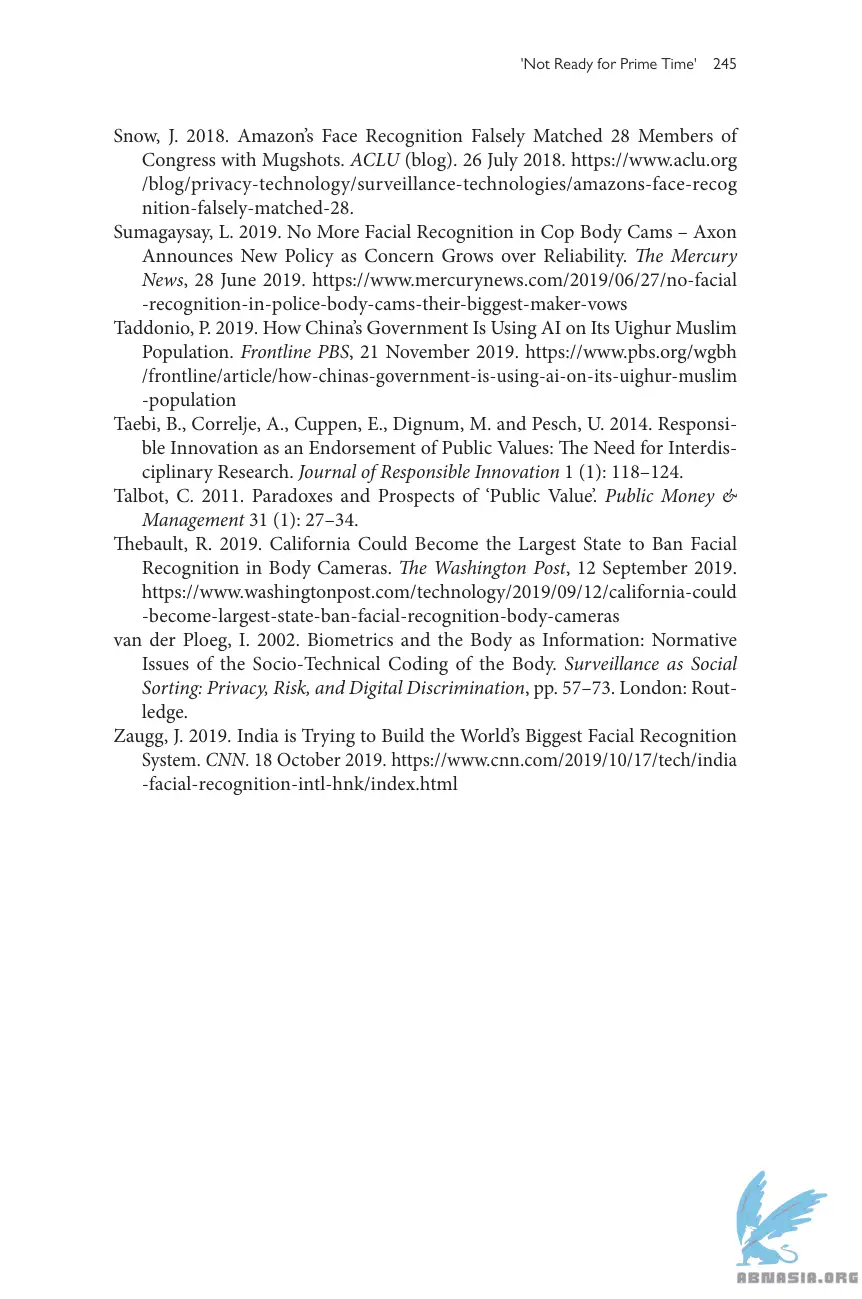 'Not Ready for Prime Time' 245
Snow, J. 2018. Amazon’s Face Recognition Falsely Matched 28 Members of
Congress with Mugshots. ACLU (blog). 26 July 2018. https://www.aclu.org
/blog/privacy-technology/surveillance-technologies/amazons-face-recog
nition-falsely-matched-28.
Sumagaysay, L. 2019. No More Facial Recognition in Cop Body Cams – Axon
Announces New Policy as Concern Grows over Reliability. The Mercury
News, 28 June 2019. https://www.mercurynews.com/2019/06/27/no-facial
-recognition-in-police-body-cams-their-biggest-maker-vows
Taddonio, P. 2019. How China’s Government Is Using AI on Its Uighur Muslim
Population. Frontline PBS, 21 November 2019. https://www.pbs.org/wgbh
/frontline/article/how-chinas-government-is-using-ai-on-its-uighur-muslim
-population
Taebi, B., Correlje, A., Cuppen, E., Dignum, M. and Pesch, U. 2014. Responsi-
ble Innovation as an Endorsement of Public Values: The Need for Interdis-
ciplinary Research. Journal of Responsible Innovation 1 (1): 118–124.
Talbot, C. 2011. Paradoxes and Prospects of ‘Public Value’. Public Money &
Management 31 (1): 27–34.
Thebault, R. 2019. California Could Become the Largest State to Ban Facial
Recognition in Body Cameras. The Washington Post, 12 September 2019.
https://www.washingtonpost.com/technology/2019/09/12/california-could
-become-largest-state-ban-facial-recognition-body-cameras
van der Ploeg, I. 2002. Biometrics and the Body as Information: Normative
Issues of the Socio-Technical Coding of the Body. Surveillance as Social
Sorting: Privacy, Risk, and Digital Discrimination, pp. 57–73. London: Rout-
ledge.
Zaugg, J. 2019. India is Trying to Build the World’s Biggest Facial Recognition
System. CNN. 18 October 2019. https://www.cnn.com/2019/10/17/tech/india
-facial-recognition-intl-hnk/index.html
ABNASIA.ORG